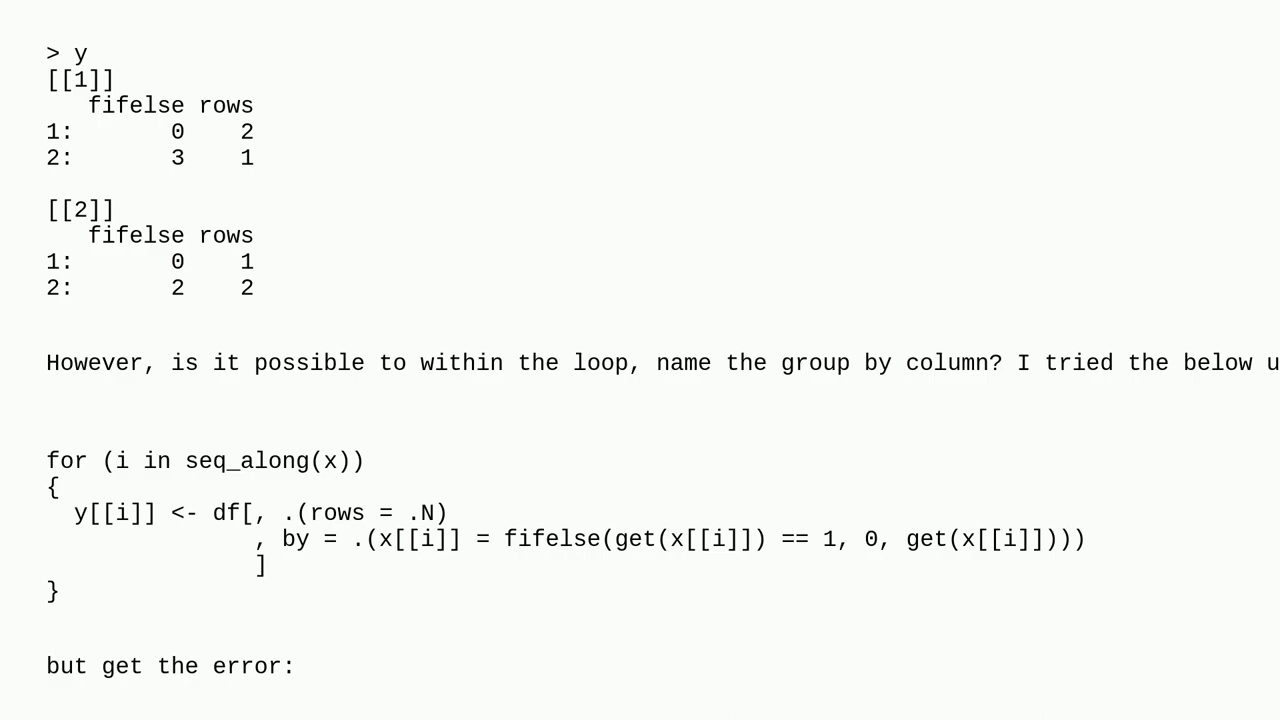 > y
[[1]]
   fifelse rows
1:       0    2
2:       3    1
[[2]]
   fifelse rows
1:       0    1
2:       2    2
However, is it possible to within the loop, name the group by column? I tried the below
for (i in seq_along(x))
{
  y[[i]] <- df[, .(rows = .N)
               , by = .(x[[i]] = fifelse(get(x[[i]]) == 1, 0, get(x[[i]])))
               ]
}
but get the error: